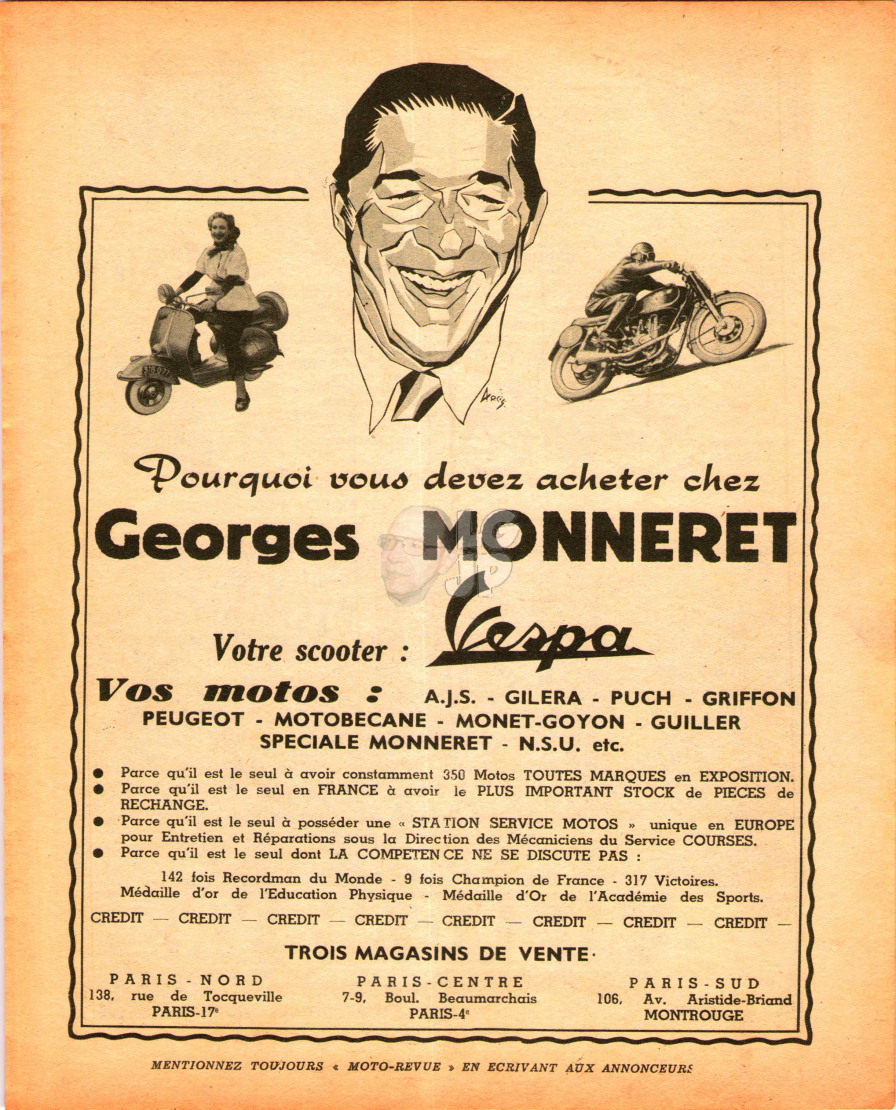 Pourquoi vous devez acheter chez
Georges MONNERET
Votre scooter : Vespa
Vos motos : A.J.S. - GILERA - PUCH - GRIFFON
PEUGEOT - MOTOBECANE - MONET-GOYON - GUILLER
SPECIALE MONNERET - N.S.U. etc.
● Parce qu'il est le seul à avoir constamment 350 Motos TOUTES MARQUES en EXPOSITION.
● Parce qu'il est le seul en FRANCE à avoir le PLUS IMPORTANT STOCK de PIECES de
RECHANGE.
● Parce qu'il est le seul à posséder une « STATION SERVICE MOTOS » unique en EUROPE
pour Entretien et Réparations sous la Direction des Mécaniciens du Service COURSES.
● Parce qu'il est le seul dont LA COMPETENCE NE SE DISCUTE PAS :
142 fois Recordman du Monde - 9 fois Champion de France - 317 Victoires.
Médaille d'or de l'Education Physique - Médaille d'Or de l'Académie des Sports.
CREDIT — CREDIT — CREDIT — CREDIT — CREDIT — CREDIT — CREDIT — CREDIT —
TROIS MAGASINS DE VENTE
PARIS-NORD PARIS-CENTRE PARIS-SUD
138, rue de Tocqueville 7-9, Boul. Beaumarchais 106, Av. Aristide-Briand
PARIS-17e PARIS-4e MONTROUGE
MENTIONNEZ TOUJOURS « MOTO-REVUE » EN ECRIVANT AUX ANNONCEURS